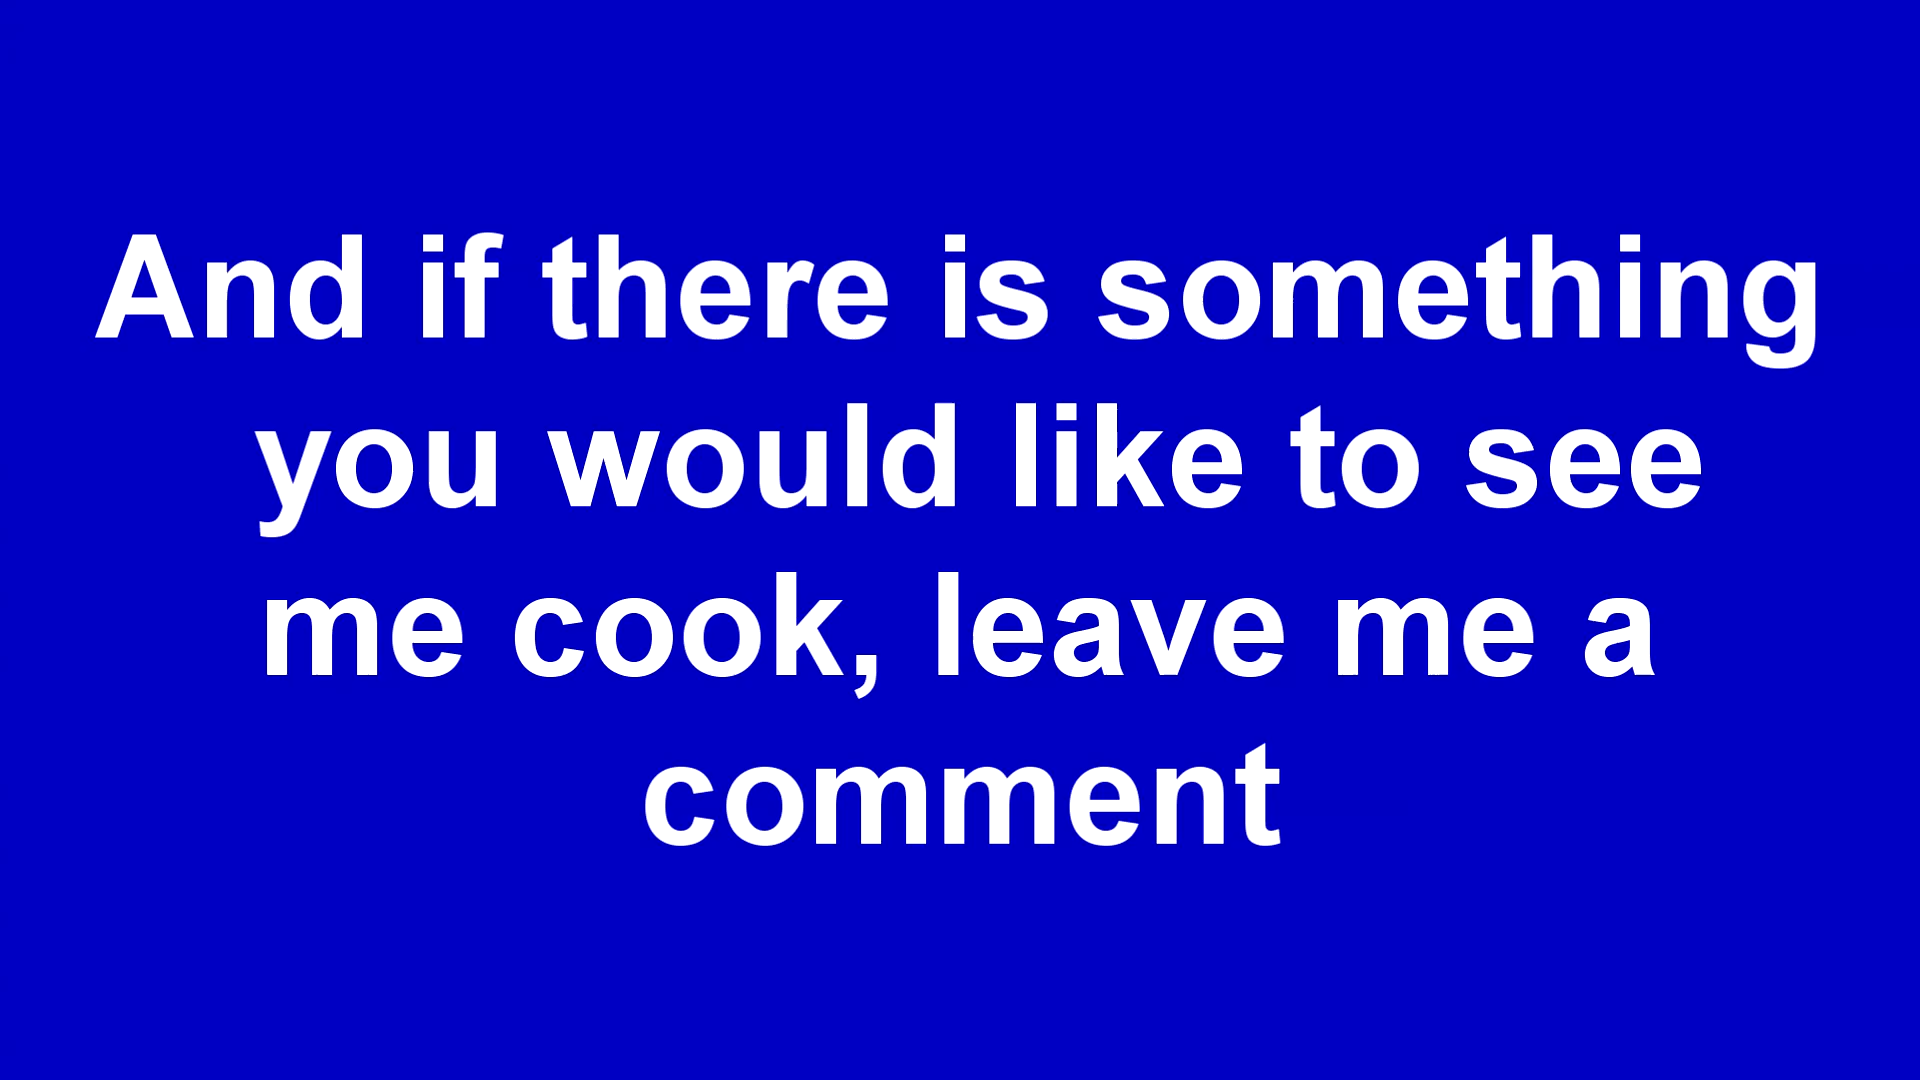 And if there is something
you would like to see
me cook, leave me a
comment